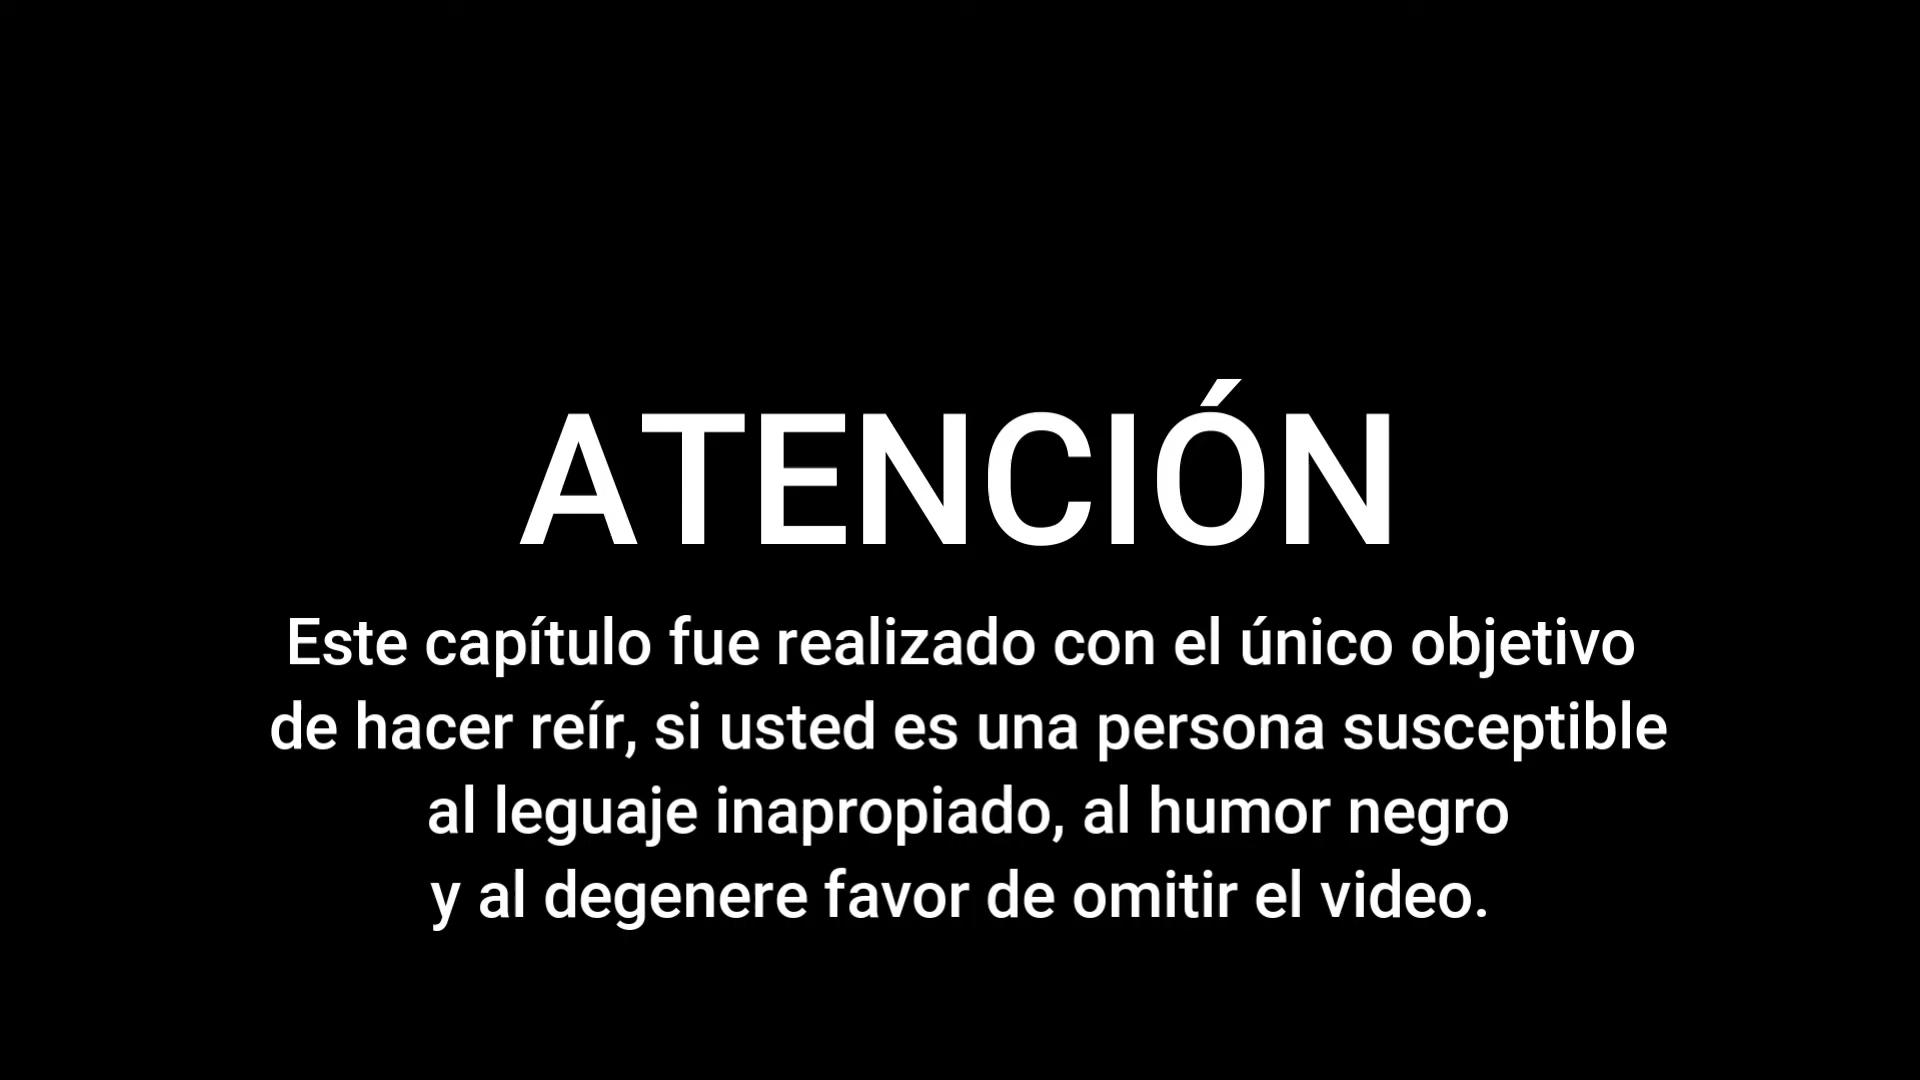 ATENCIÓN
Este capítulo fue realizado con el único objetivo
de hacer reír, si usted es una persona susceptible
al leguaje inapropiado, al humor negro
y al degenere favor de omitir el video.